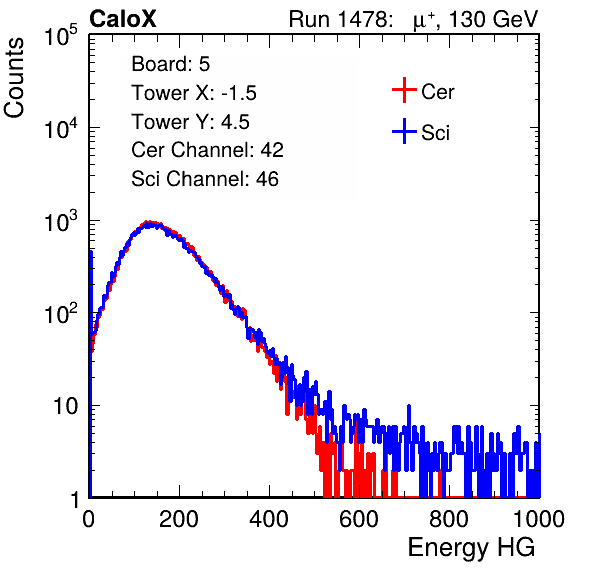 CaloX Run 1478: μ⁺, 130 GeV
Counts
10⁵
10⁴
10³
10²
10
1
Board: 5
Tower X: -1.5
Tower Y: 4.5
Cer Channel: 42
Sci Channel: 46
Cer
Sci
0 200 400 600 800 1000
Energy HG